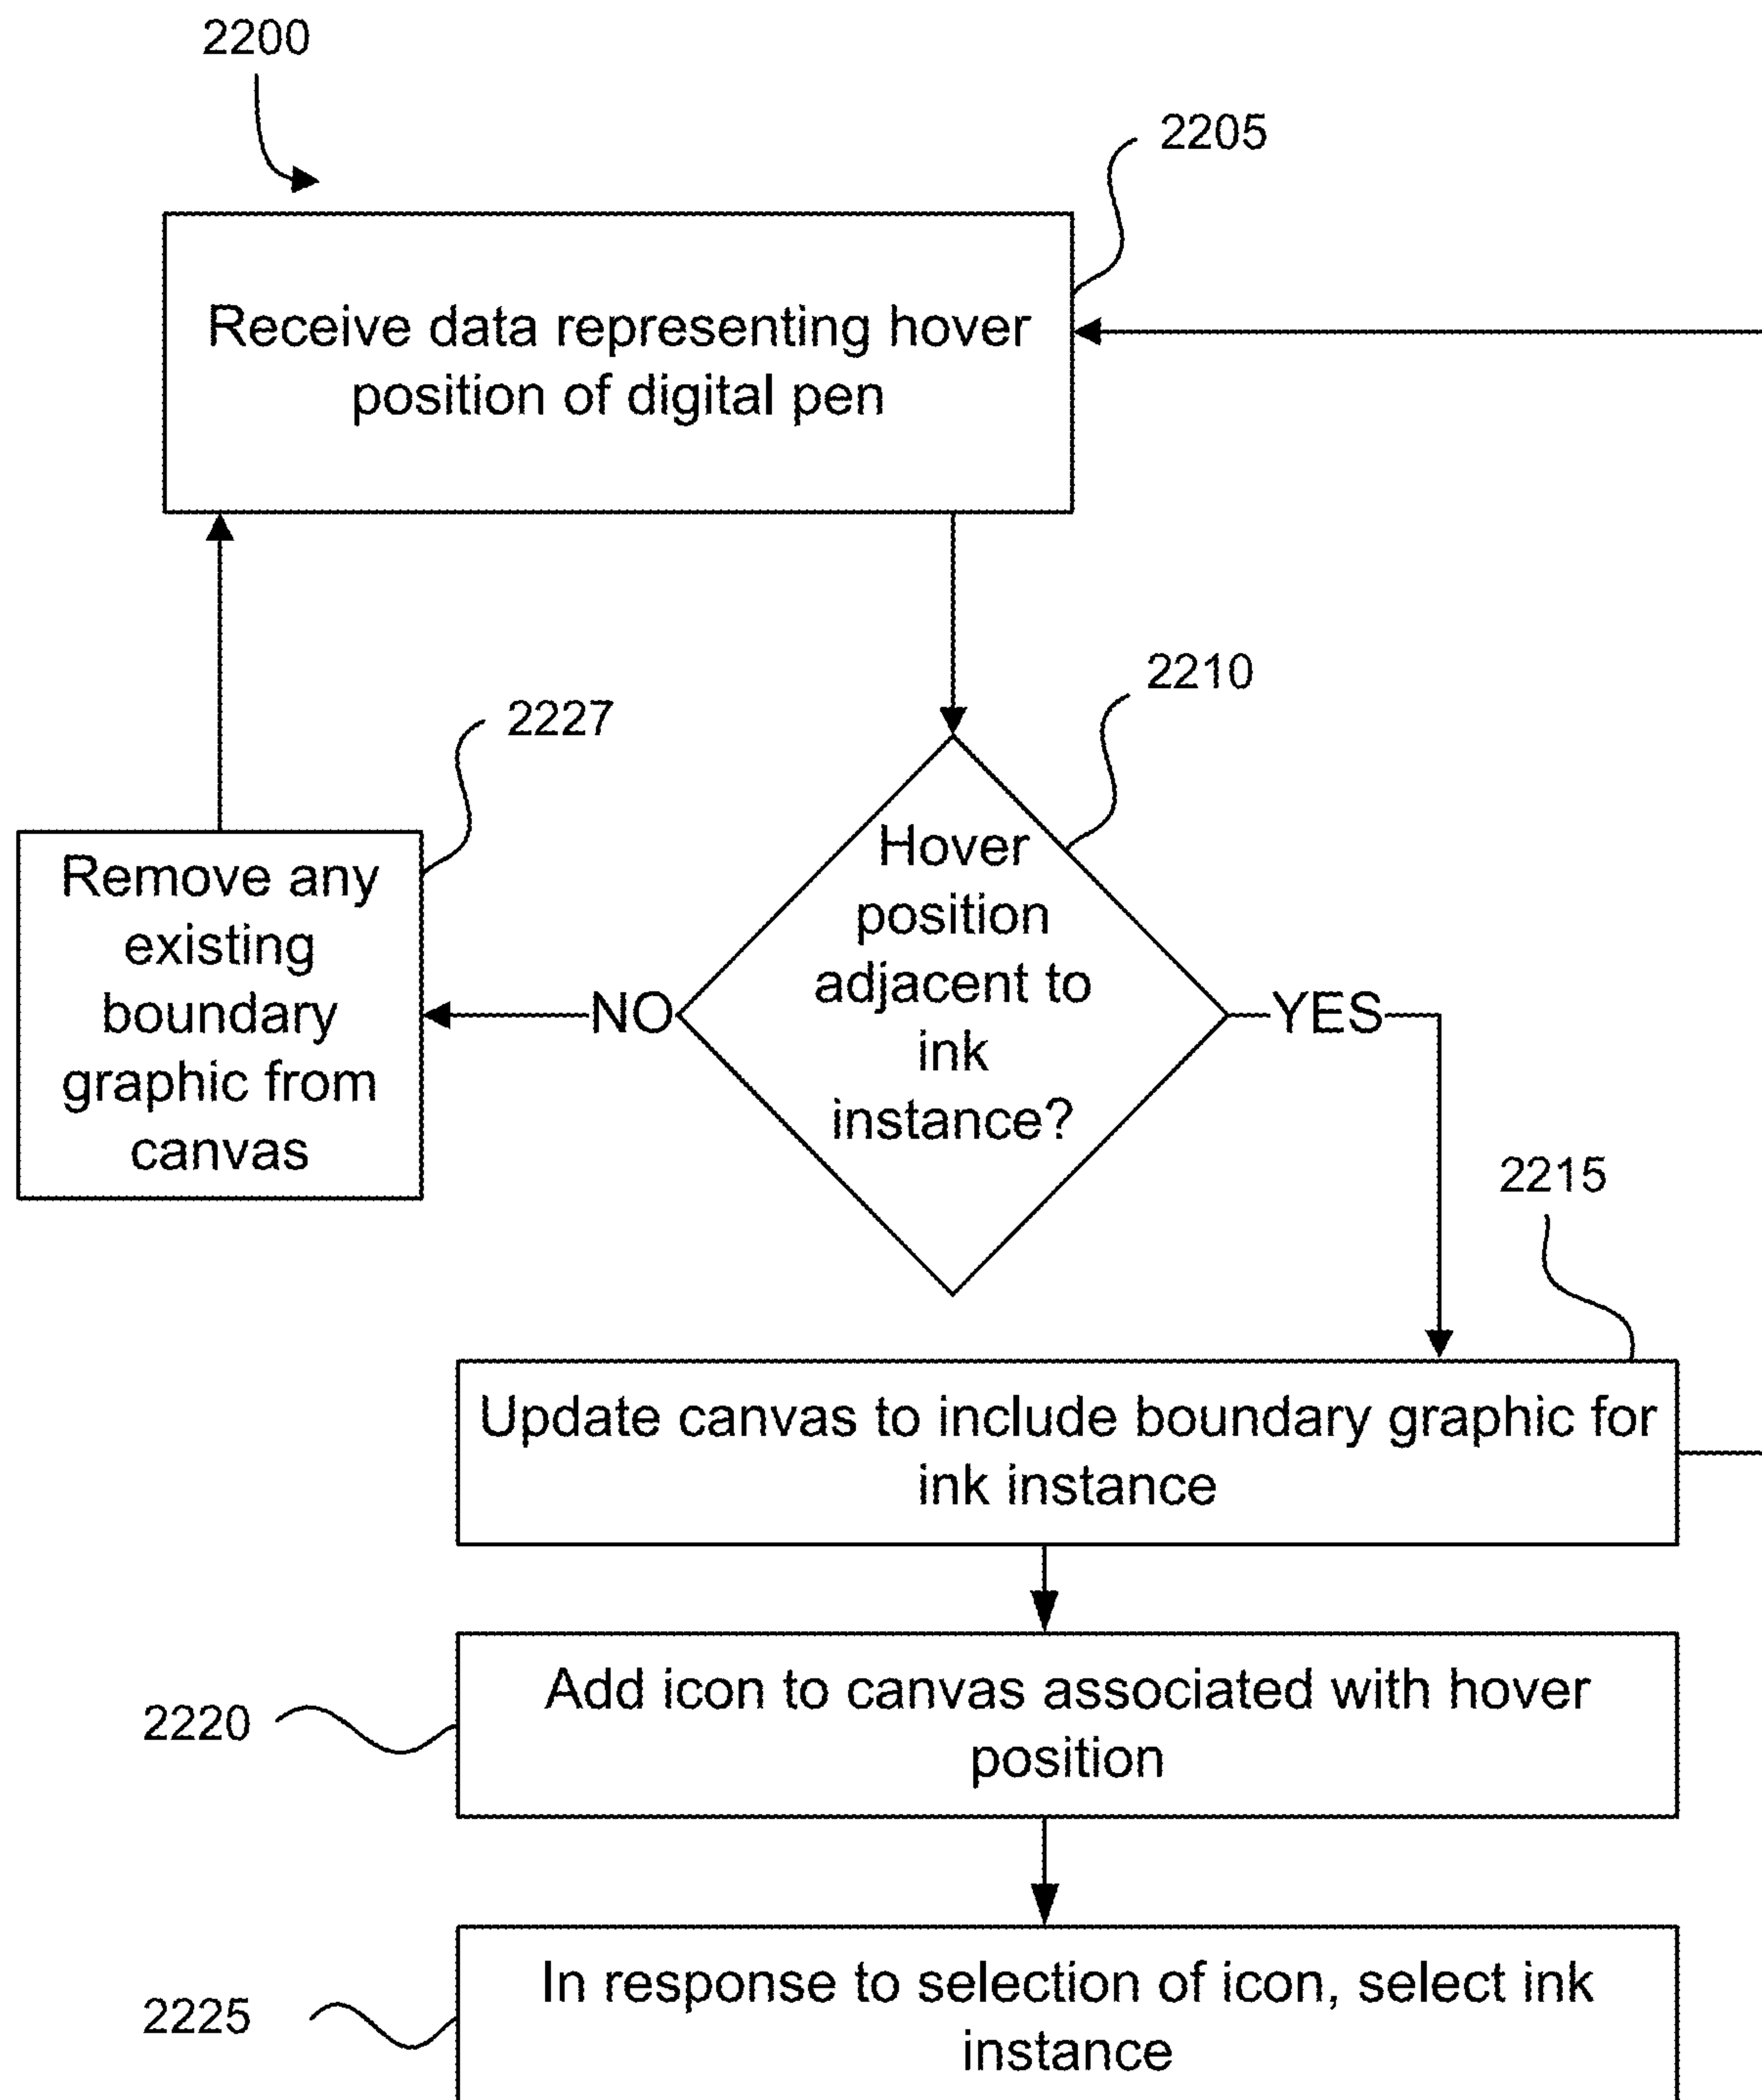 2200
2205
Receive data representing hover
position of digital pen
2210
2227
Hover
position
adjacent to
ink
instance?
Remove any
existing
boundary
graphic from
canvas
NO
YES
2215
Update canvas to include boundary graphic for
ink instance
2220
Add icon to canvas associated with hover
position
2225
In response to selection of icon, select ink
instance